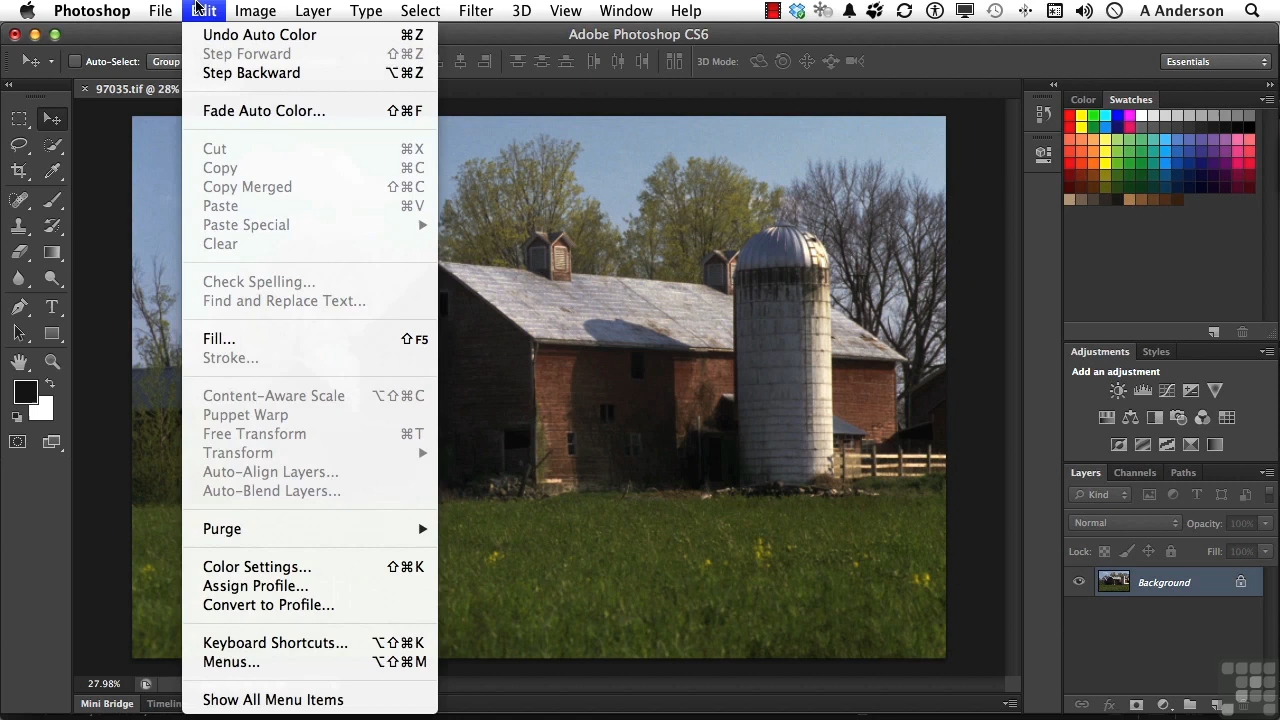 Photoshop File Edit Image Layer Type Select Filter 3D View Window Help A Anderson
Adobe Photoshop CS6
Auto-Select: Group 3D Mode: Essentials
97035.tif @ 28%
Undo Auto Color ⌘Z
Step Forward ⇧⌘Z
Step Backward ⌥⌘Z
Fade Auto Color... ⇧⌘F
Cut ⌘X
Copy ⌘C
Copy Merged ⇧⌘C
Paste ⌘V
Paste Special
Clear
Check Spelling...
Find and Replace Text...
Fill... ⇧F5
Stroke...
Content-Aware Scale ⌥⇧⌘C
Puppet Warp
Free Transform ⌘T
Transform
Auto-Align Layers...
Auto-Blend Layers...
Purge
Color Settings... ⇧⌘K
Assign Profile...
Convert to Profile...
Keyboard Shortcuts... ⌥⇧⌘K
Menus... ⌥⇧⌘M
Show All Menu Items
Color Swatches
Adjustments Styles
Add an adjustment
Layers Channels Paths
Kind
Normal Opacity: 100%
Lock: Fill: 100%
Background
fx
27.98%
Mini Bridge Timelin